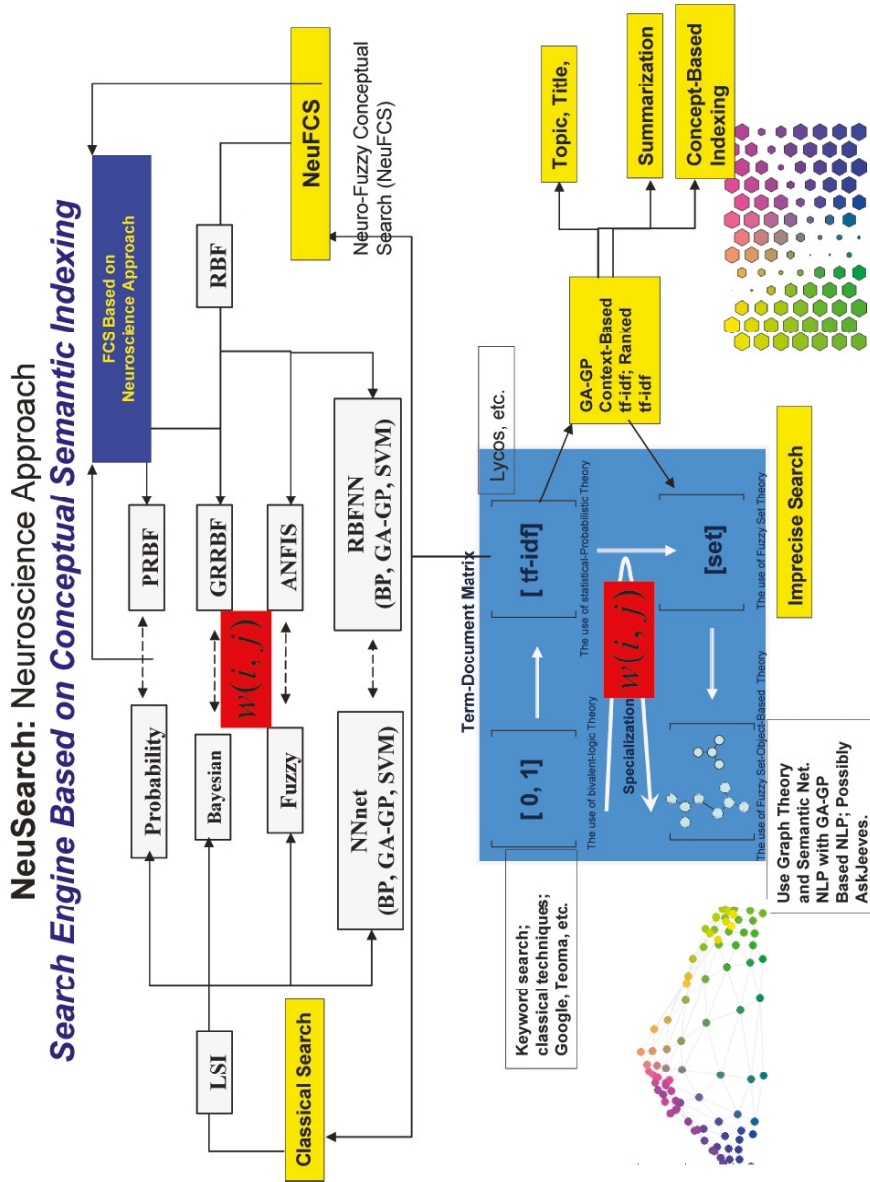 NeuSearch: Neuroscience Approach
Search Engine Based on Conceptual Semantic Indexing
FCS Based on
Neuroscience Approach
Probability
PRBF
LSI
Bayesian
GRRBF
RBF
w(i, j)
Fuzzy
ANFIS
Classical Search
NeuFCS
NNnet
(BP, GA-GP, SVM)
RBFNN
(BP, GA-GP, SVM)
Neuro-Fuzzy Conceptual
Search (NeuFCS)
Term-Document Matrix
Lycos, etc.
Keyword search;
classical techniques;
Google, Teoma, etc.
[ 0, 1]
[ tf-idf]
The use of bivalent-logic Theory
The use of statistical-Probabilistic Theory
Specialization
w(i, j)
GA-GP
Context-Based
tf-idf; Ranked
tf-idf
Topic, Title,
Summarization
Concept-Based
Indexing
[set]
The use of Fuzzy Set-Object-Based Theory
The use of Fuzzy Set Theory
Use Graph Theory
and Semantic Net.
NLP with GA-GP
Based NLP; Possibly
AskJeeves.
Imprecise Search